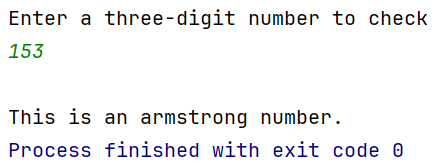 Enter a three-digit number to check
153
This is an armstrong number.
Process finished with exit code 0